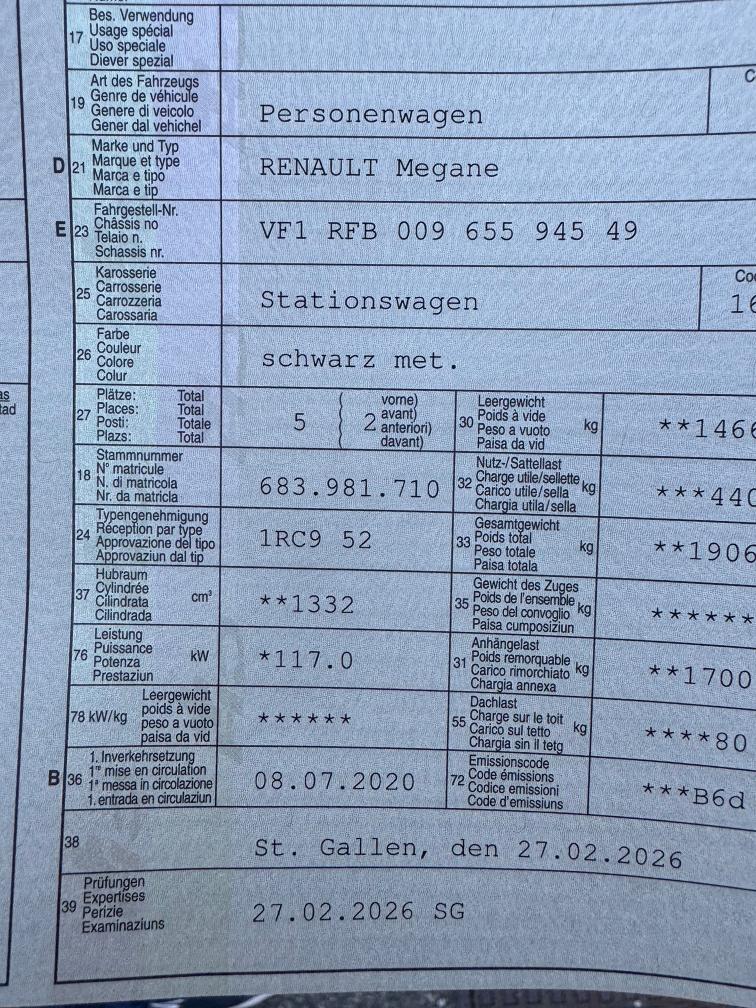 17 Bes. Verwendung
Usage spécial
Uso speciale
Diever spezial
19 Art des Fahrzeugs
Genre de véhicule
Genere di veicolo
Gener dal vehichel
Personenwagen
D 21 Marke und Typ
Marque et type
Marca e tipo
Marca e tip
RENAULT Megane
E 23 Fahrgestell-Nr.
Châssis no
Telaio n.
Schassis nr.
VF1 RFB 009 655 945 49
25 Karosserie
Carrosserie
Carrozzeria
Carossaria
Stationswagen
26 Farbe
Couleur
Colore
Colur
schwarz met.
27 Plätze: Total
Places: Total
Posti: Totale
Plazs: Total
5 2 vorne)
avant)
anteriori)
davant)
30 Leergewicht
Poids à vide
Peso a vuoto
Paisa da vid
kg **1466
18 Stammnummer
N° matricule
N. di matricola
Nr. da matricla
683.981.710
32 Nutz-/Sattellast
Charge utile/sellette
Carico utile/sella
Chargia utila/sella
kg ***440
24 Typengenehmigung
Réception par type
Approvazione del tipo
Approvaziun dal tip
1RC9 52
33 Gesamtgewicht
Poids total
Peso totale
Paisa totala
kg **1906
37 Hubraum
Cylindrée
Cilindrata
Cilindrada
cm³ **1332
35 Gewicht des Zuges
Poids de l'ensemble
Peso del convoglio
Paisa cumposiziun
kg ******
76 Leistung
Puissance
Potenza
Prestaziun
kW *117.0
31 Anhängelast
Poids remorquable
Carico rimorchiato
Chargia annexa
kg **1700
78 kW/kg Leergewicht
poids à vide
peso a vuoto
paisa da vid
******
55 Dachlast
Charge sur le toit
Carico sul tetto
Chargia sin il tetg
kg ****80
B 36 1. Inverkehrsetzung
1re mise en circulation
1a messa in circolazione
1. entrada en circulaziun
08.07.2020
72 Emissionscode
Code émissions
Codice emissioni
Code d'emissiuns
***B6d
38 St. Gallen, den 27.02.2026
39 Prüfungen
Expertises
Perizie
Examinaziuns
27.02.2026 SG